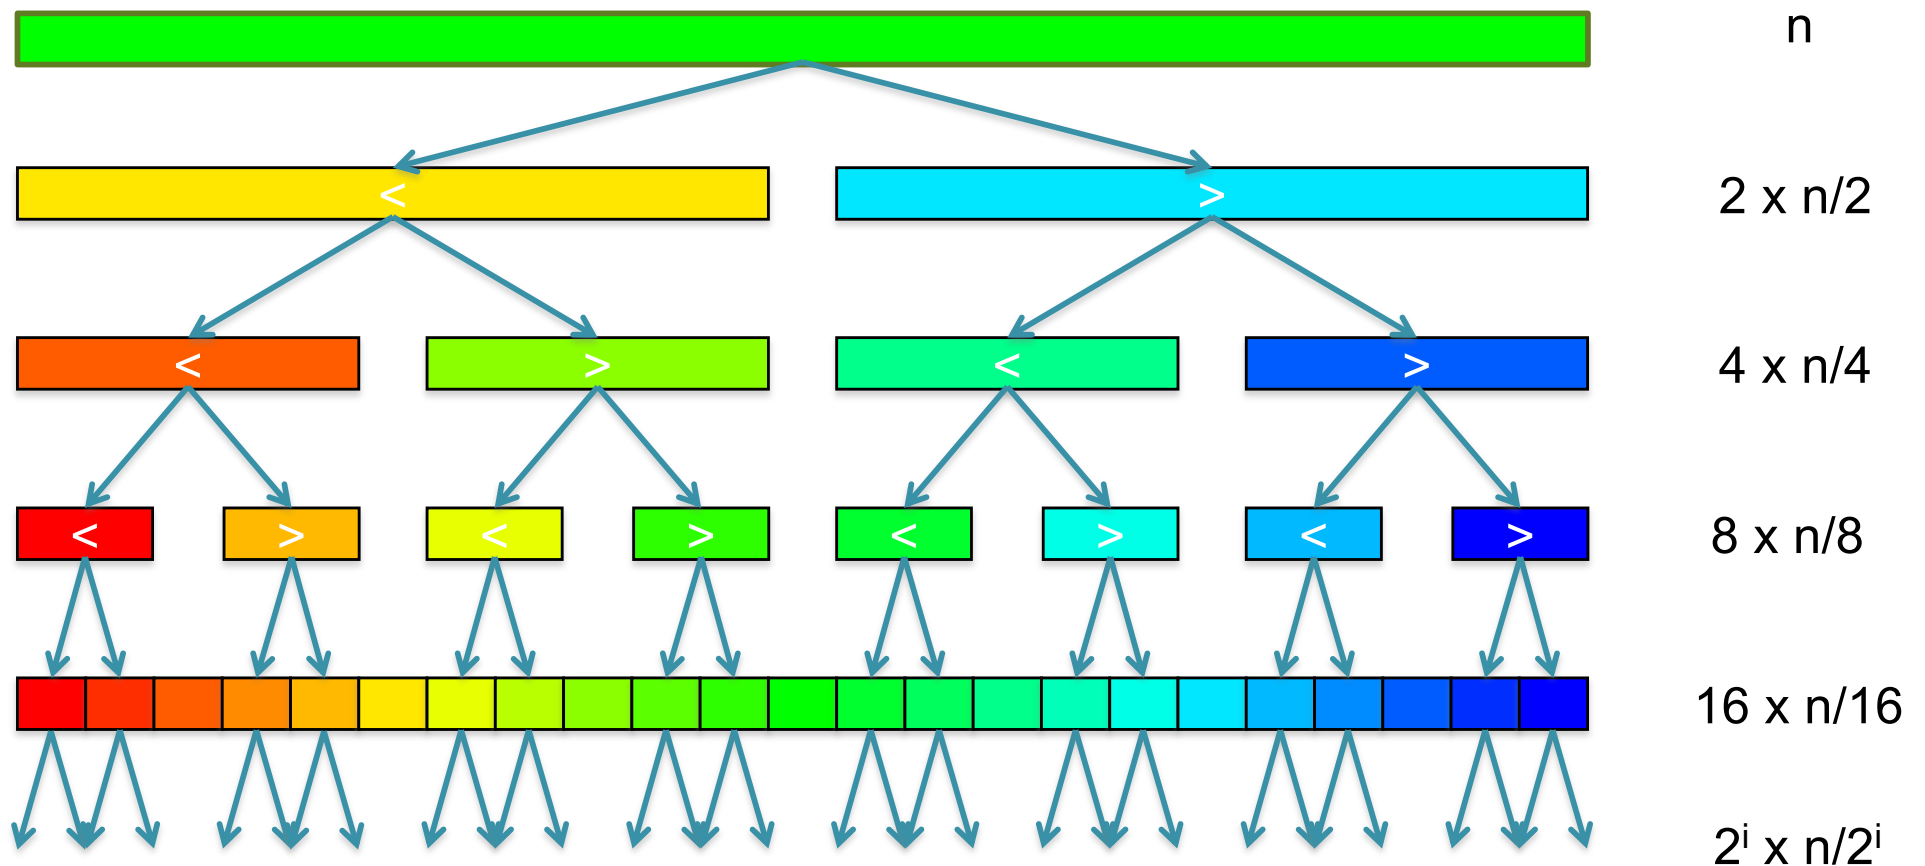 n
< > 2 x n/2
< > < > 4 x n/4
< > < > < > < > 8 x n/8
16 x n/16
2ⁱ x n/2ⁱ